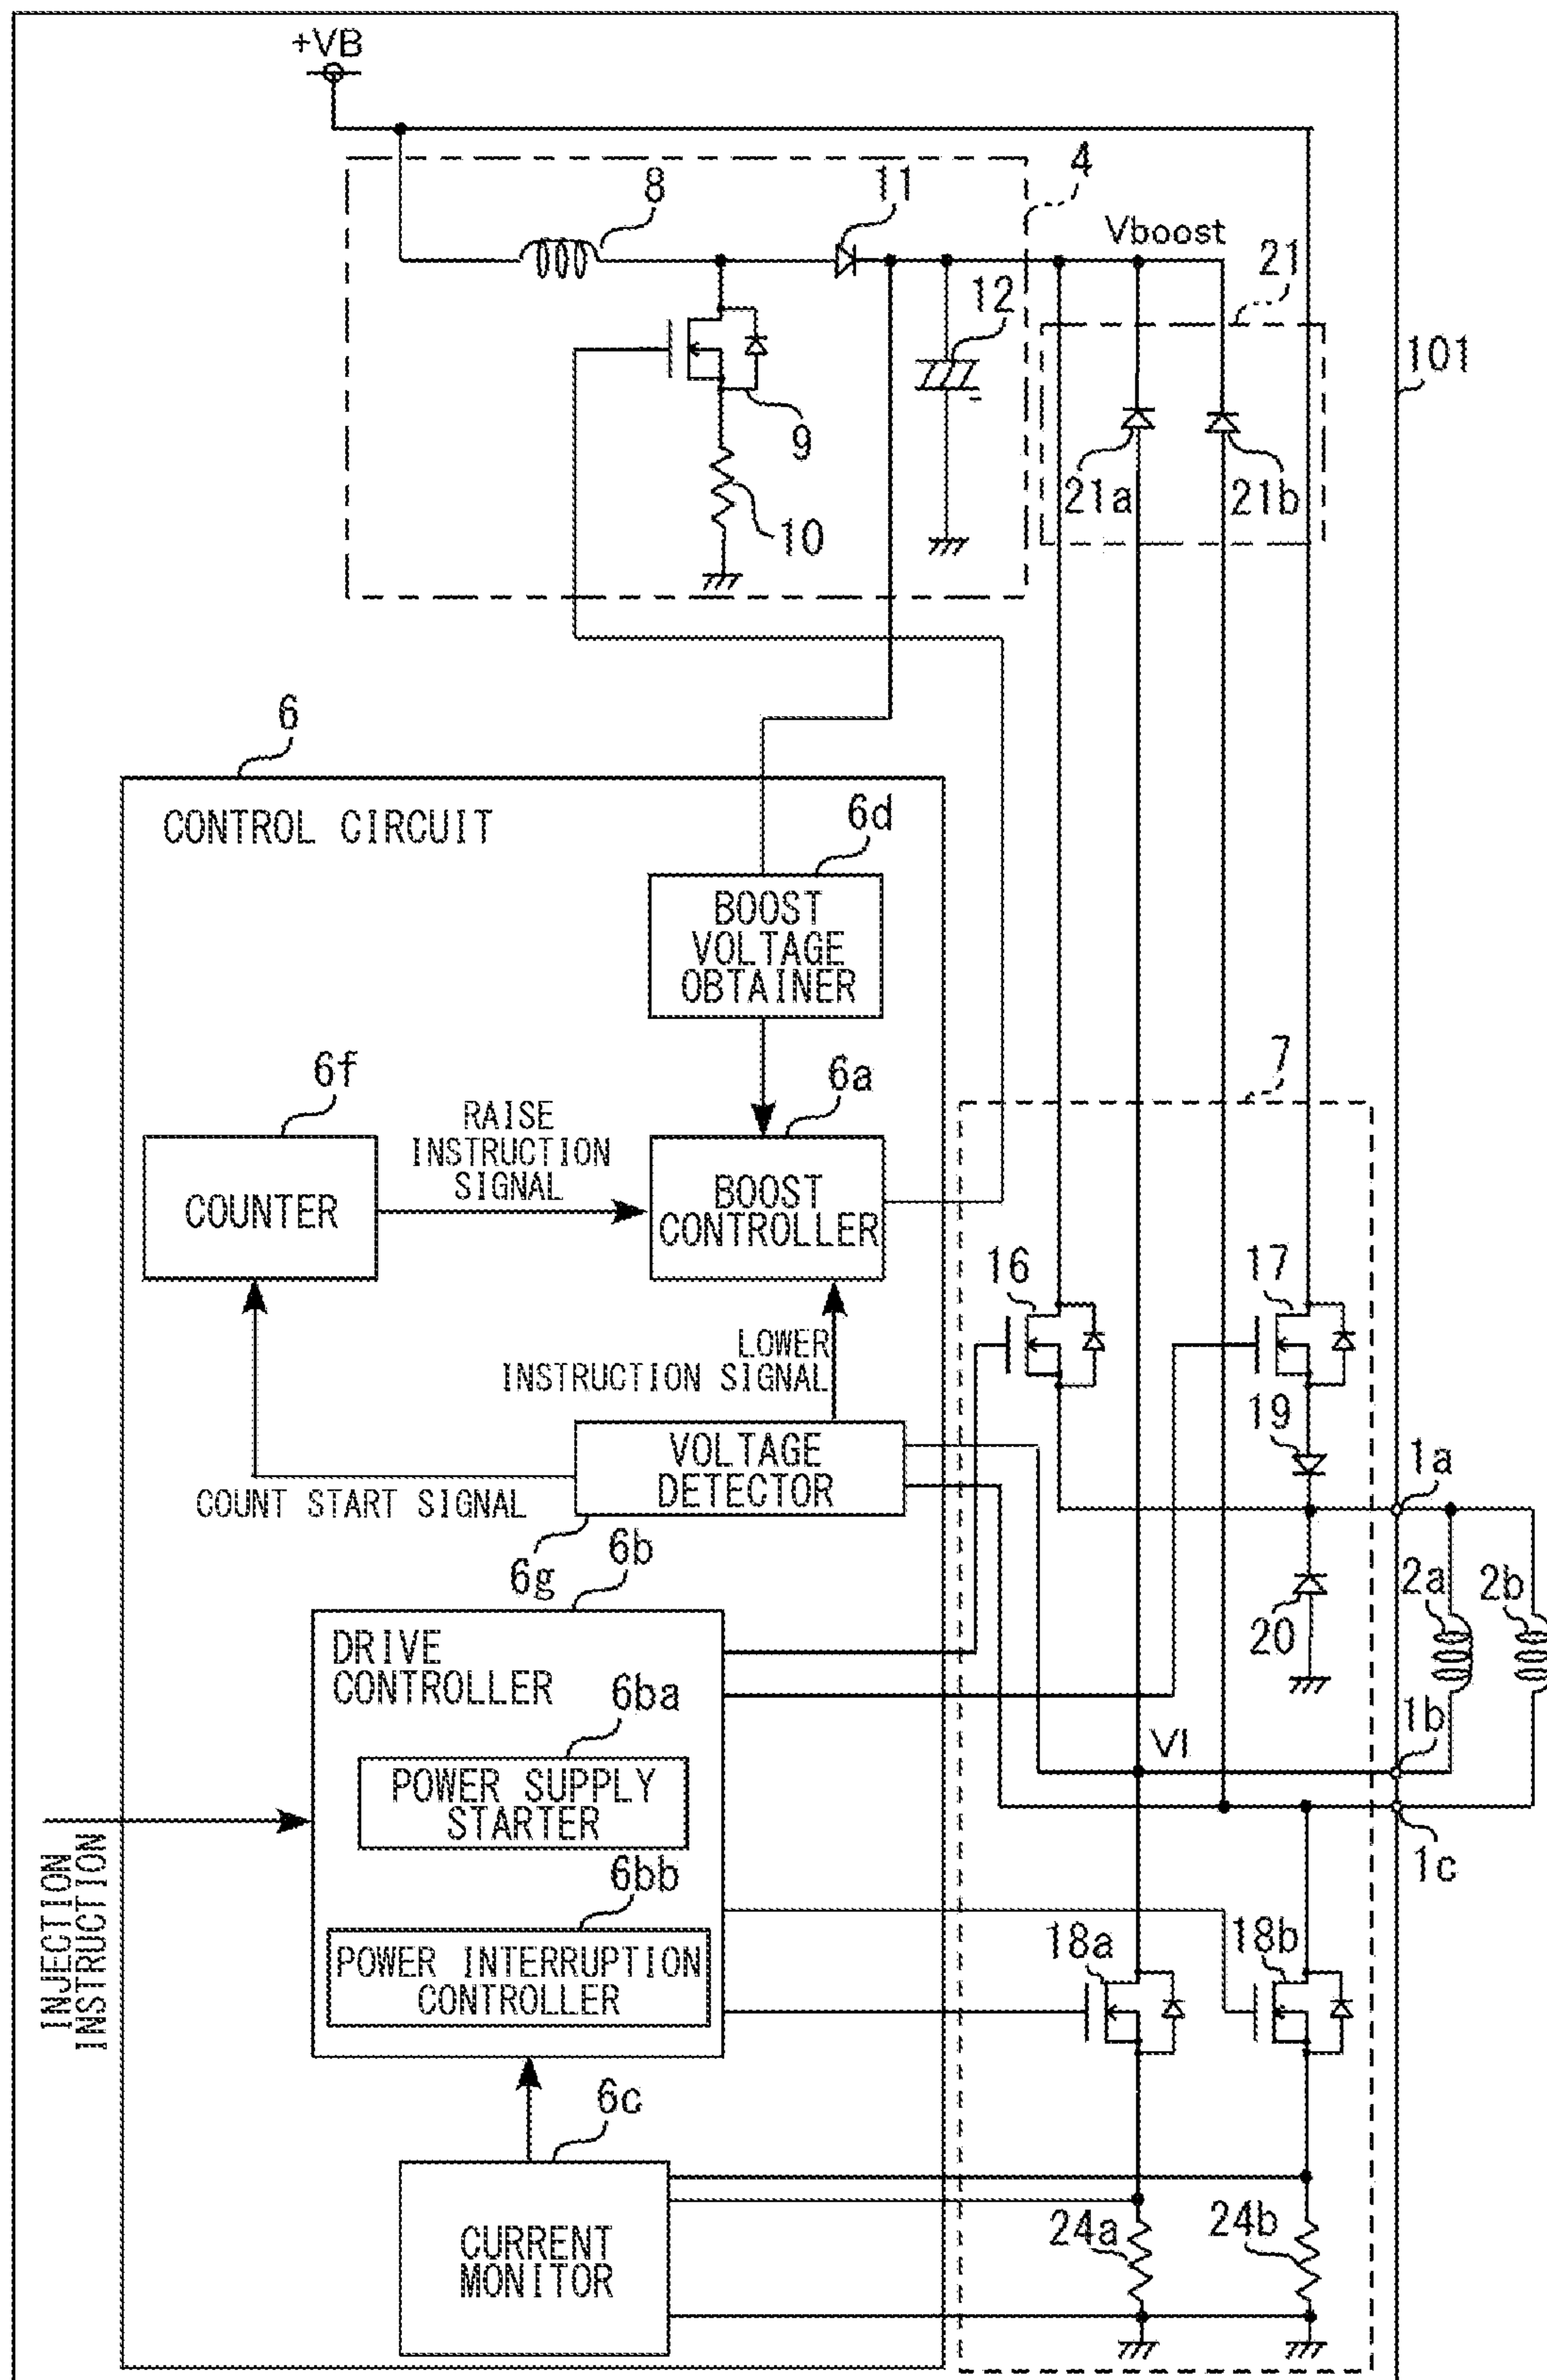 +VB
4
8
11
Vboost
21
12
101
9
21a
21b
10
6
CONTROL CIRCUIT
6d
BOOST
VOLTAGE
OBTAINER
7
6f
6a
RAISE
INSTRUCTION
SIGNAL
COUNTER
BOOST
CONTROLLER
16
17
LOWER
INSTRUCTION SIGNAL
19
VOLTAGE
DETECTOR
1a
COUNT START SIGNAL
6g
6b
2a
2b
20
DRIVE
CONTROLLER
6ba
1b
VI
POWER SUPPLY
STARTER
1c
INJECTION
INSTRUCTION
6bb
18a
18b
POWER INTERRUPTION
CONTROLLER
6c
24a
24b
CURRENT
MONITOR